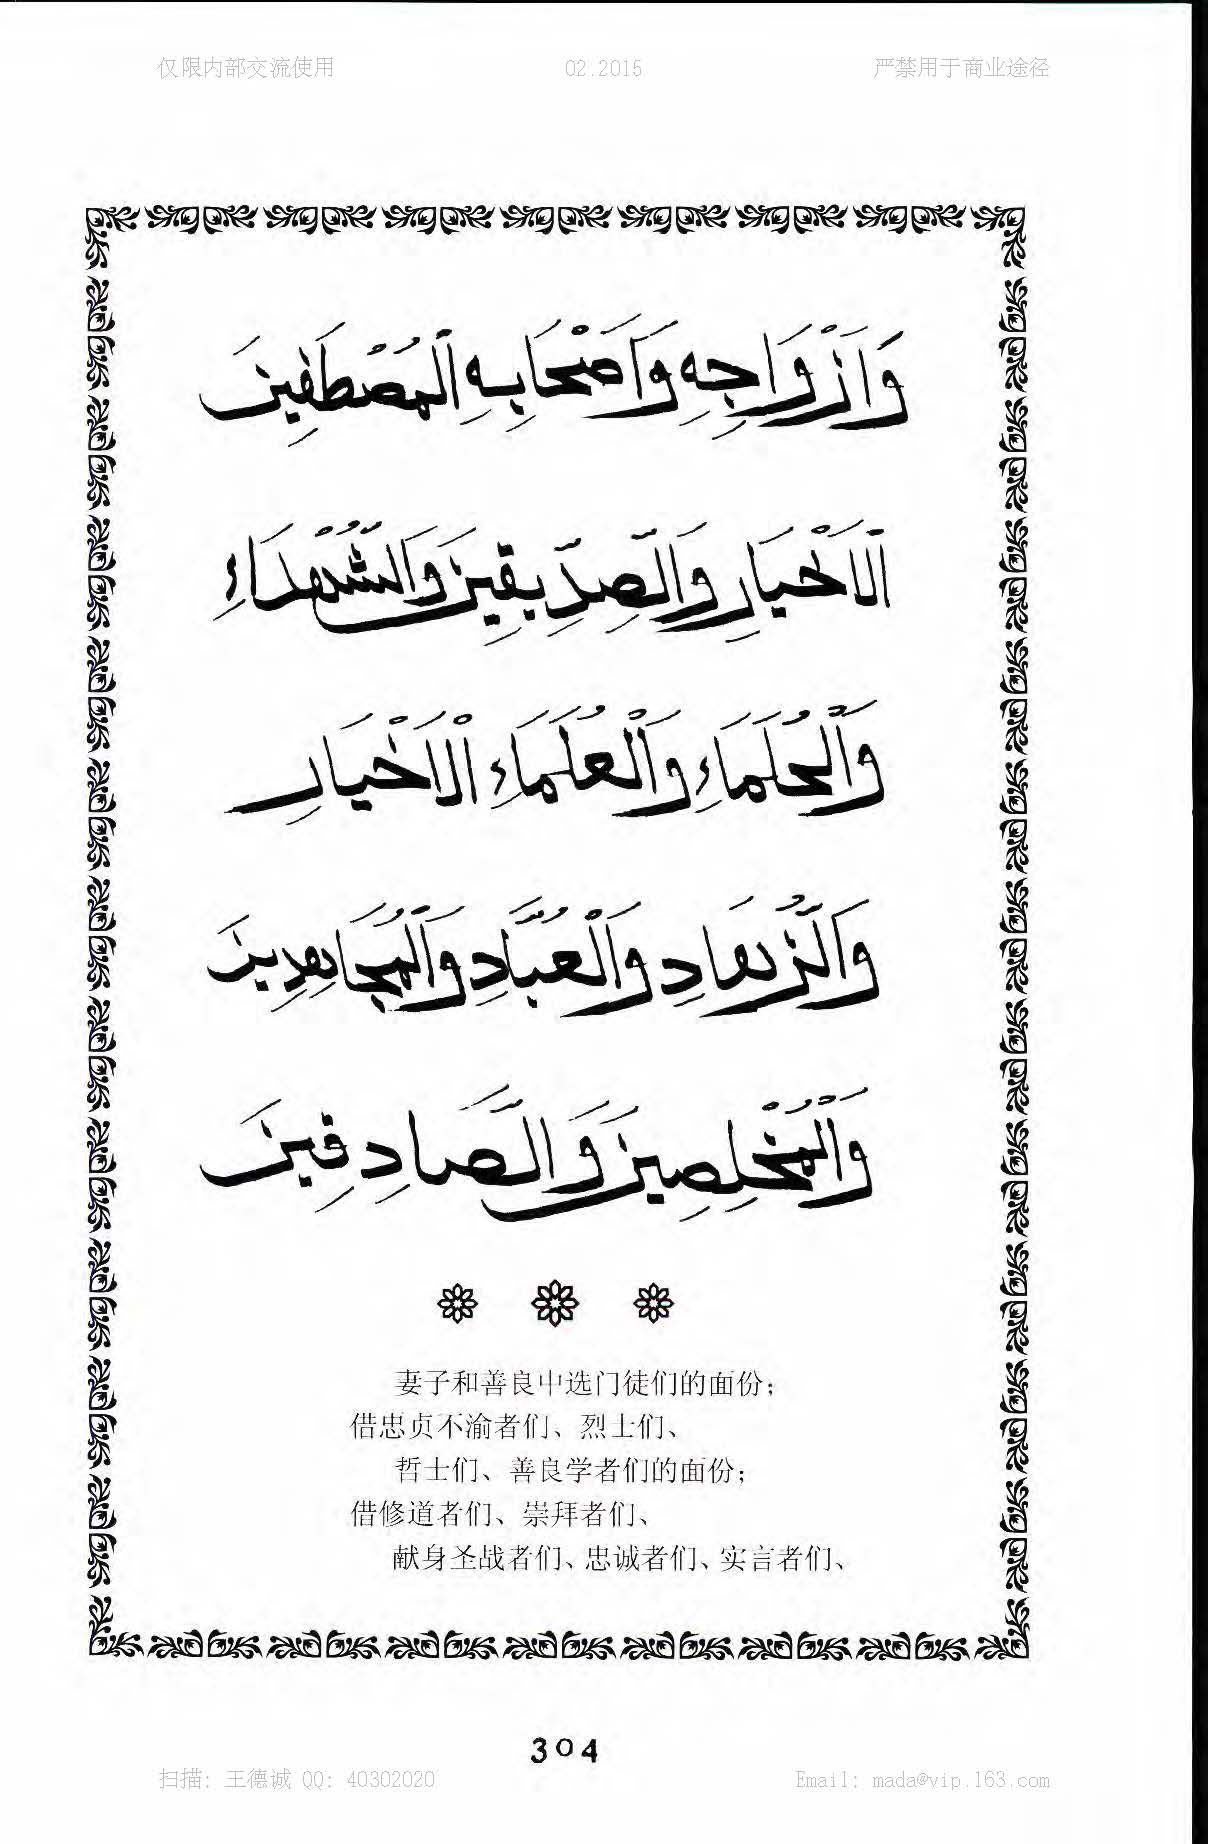 仅限内部交流使用 02.2015 严禁用于商业途径
وَاَزْوَاجِهِ وَاَصْحَابِهِ الْمُصْطَفِينَ
اَلْاَخْيَارِ وَالصِّدِّيقِينَ وَالشُّهَدَاءِ
وَالْحُلَمَاءِ وَالْعُلَمَاءِ الْاَخْيَارِ
وَالزُّهَادِ وَالْعُبَّادِ وَالْمُجَاهِدِينَ
وَالْمُخْلِصِينَ وَالصَّادِقِينَ
妻子和善良中选门徒们的面份;
借忠贞不渝者们、烈士们、
哲士们、善良学者们的面份;
借修道者们、崇拜者们、
献身圣战者们、忠诚者们、实言者们、
304
扫描: 王德诚 QQ: 40302020 Email: mada@vip.163.com